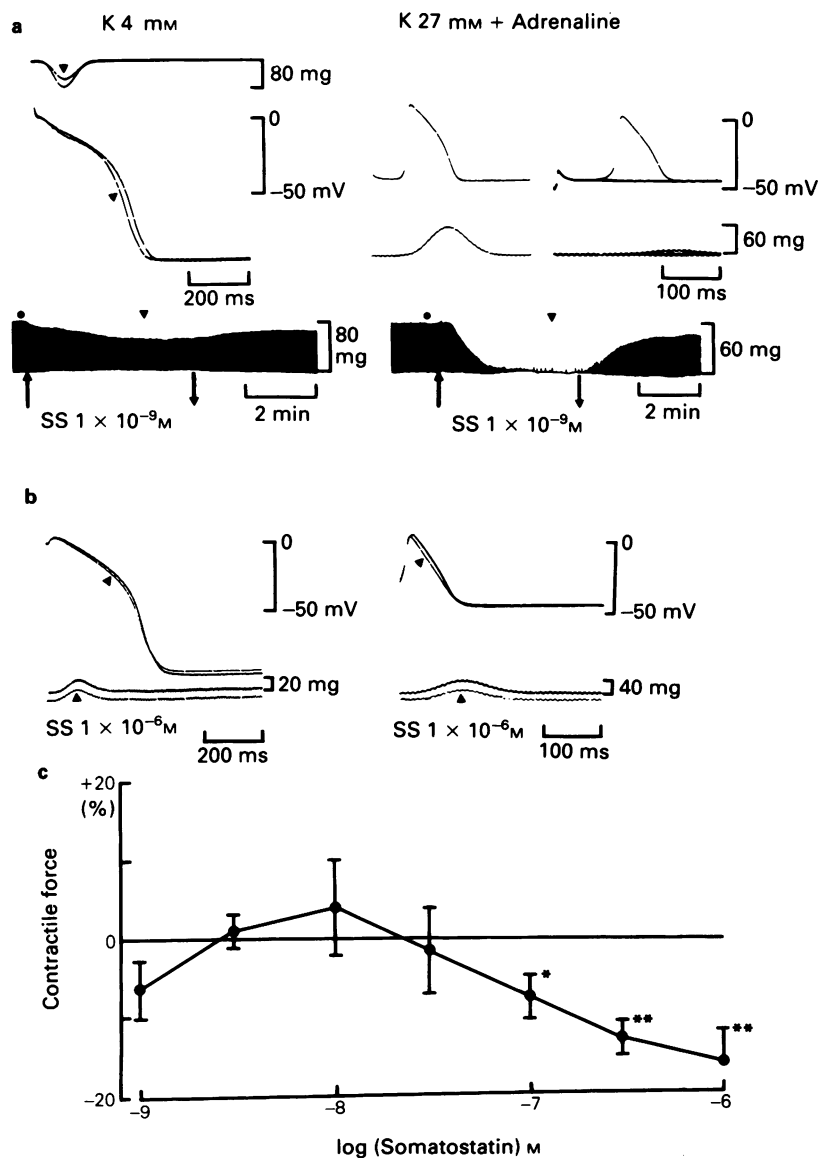 a
K 4 mM
K 27 mM + Adrenaline
80 mg
0
−50 mV
200 ms
0
−50 mV
60 mg
100 ms
80 mg
2 min
SS 1 × 10⁻⁹M
60 mg
2 min
SS 1 × 10⁻⁹M
b
0
−50 mV
20 mg
SS 1 × 10⁻⁶M
200 ms
0
−50 mV
40 mg
SS 1 × 10⁻⁶M
100 ms
c
+20
(%)
0
−20
Contractile force
*
**
**
−9
−8
−7
−6
log (Somatostatin) M